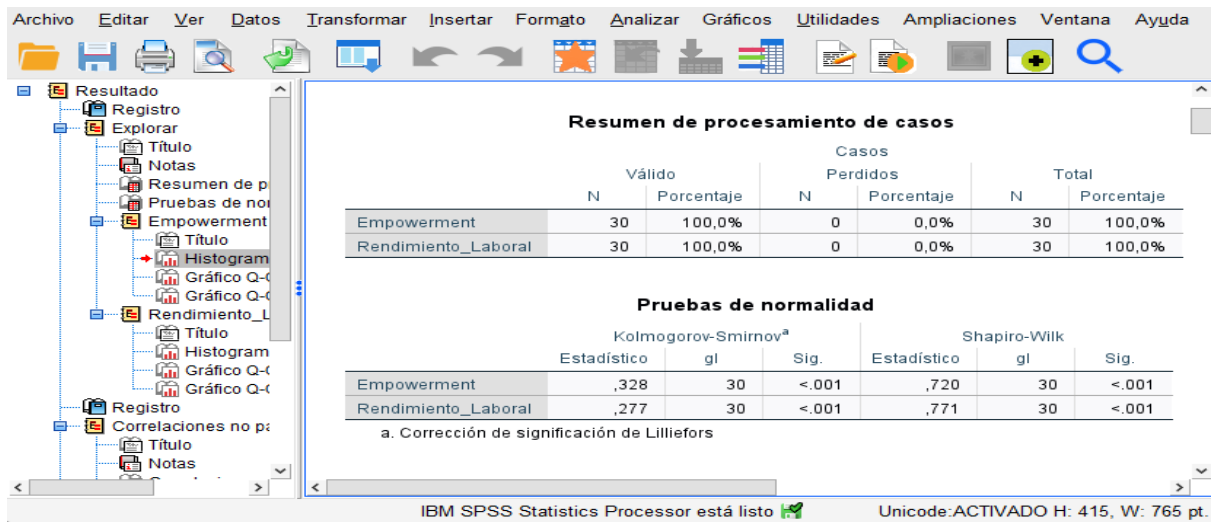 Archivo Editar Ver Datos Transformar Insertar Formato Analizar Gráficos Utilidades Ampliaciones Ventana Ayuda
Resultado
Registro
Explorar
Título
Notas
Resumen de p
Pruebas de nor
Empowerment
Título
Histogram
Gráfico Q-
Gráfico Q-
Rendimiento_L
Título
Histogram
Gráfico Q-
Gráfico Q-
Registro
Correlaciones no pa
Título
Notas
Resumen de procesamiento de casos
Casos
Válido Perdidos Total
N Porcentaje N Porcentaje N Porcentaje
Empowerment 30 100,0% 0 0,0% 30 100,0%
Rendimiento_Laboral 30 100,0% 0 0,0% 30 100,0%
Pruebas de normalidad
Kolmogorov-Smirnovª Shapiro-Wilk
Estadístico gl Sig. Estadístico gl Sig.
Empowerment ,328 30 <.001 ,720 30 <.001
Rendimiento_Laboral ,277 30 <.001 ,771 30 <.001
a. Corrección de significación de Lilliefors
IBM SPSS Statistics Processor está listo Unicode:ACTIVADO H: 415, W: 765 pt.